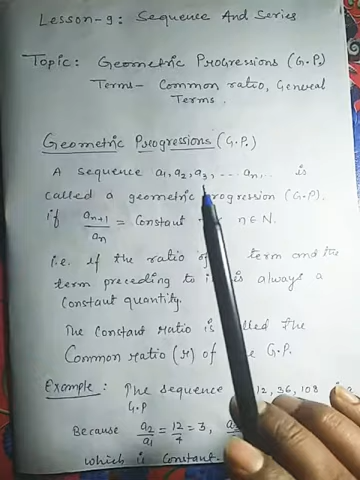 Lesson-9: Sequence And Series
Topic: Geometric Progressions (G.P.)
Terms- Common ratio, General
Terms.
Geometric Progressions (G.P.)
A sequence a₁, a₂, a₃, ... aₙ.. is
called a geometric progression (G.P).
if aₙ₊₁/aₙ = Constant n ∈ N.
i.e. if the ratio of term and the
term preceding to is always a
Constant quantity.
The Constant ratio is called the
Common ratio (r) of G.P.
Example: The sequence 12, 36, 108
G.P
Because a₂/a₁ = 12/4 = 3,
which is Constant.